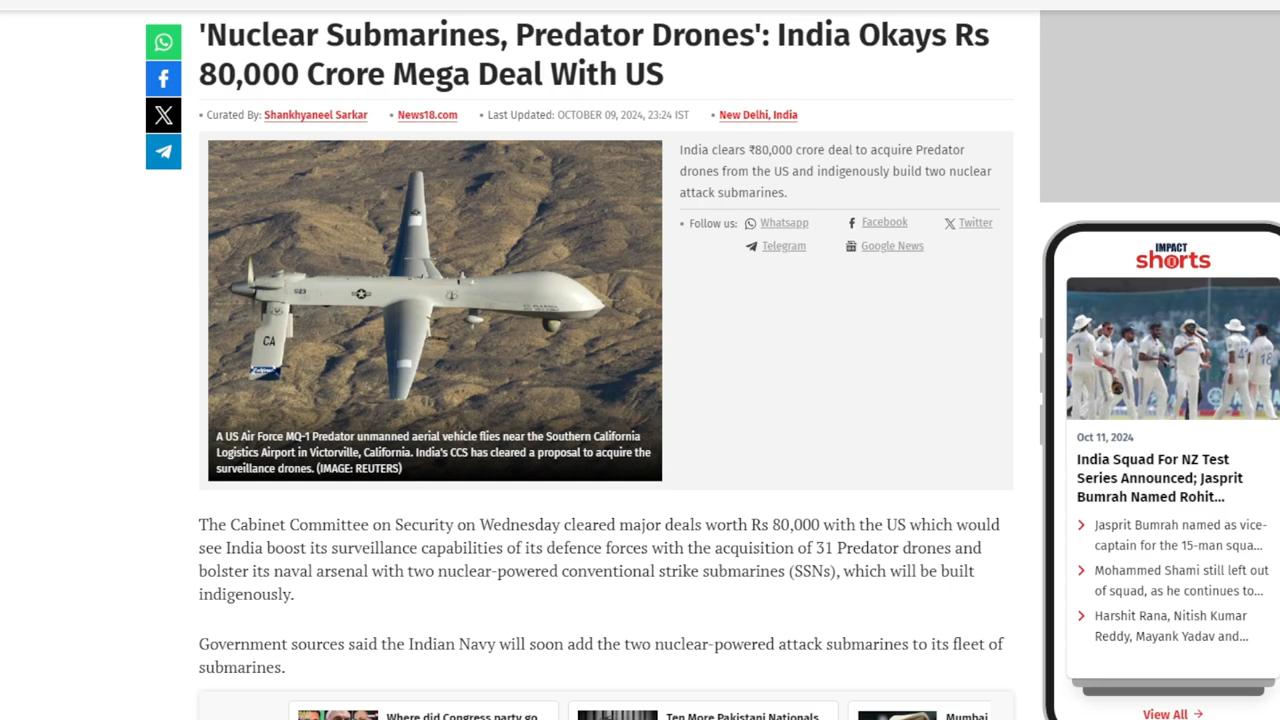 'Nuclear Submarines, Predator Drones': India Okays Rs
80,000 Crore Mega Deal With US
• Curated By: Shankhyaneel Sarkar • News18.com • Last Updated: OCTOBER 09, 2024, 23:24 IST • New Delhi, India
CA
A US Air Force MQ-1 Predator unmanned aerial vehicle flies near the Southern California
Logistics Airport in Victorville, California. India's CCS has cleared a proposal to acquire the
surveillance drones. (IMAGE: REUTERS)
India clears ₹80,000 crore deal to acquire Predator
drones from the US and indigenously build two nuclear
attack submarines.
• Follow us: Whatsapp Facebook Twitter
Telegram Google News
The Cabinet Committee on Security on Wednesday cleared major deals worth Rs 80,000 with the US which would
see India boost its surveillance capabilities of its defence forces with the acquisition of 31 Predator drones and
bolster its naval arsenal with two nuclear-powered conventional strike submarines (SSNs), which will be built
indigenously.
Government sources said the Indian Navy will soon add the two nuclear-powered attack submarines to its fleet of
submarines.
Where did Congress party go
Ten More Pakistani Nationals
Mumbai
IMPACT
shorts
Oct 11, 2024
India Squad For NZ Test
Series Announced; Jasprit
Bumrah Named Rohit...
Jasprit Bumrah named as vice-
captain for the 15-man squa...
Mohammed Shami still left out
of squad, as he continues to...
Harshit Rana, Nitish Kumar
Reddy, Mayank Yadav and...
View All →